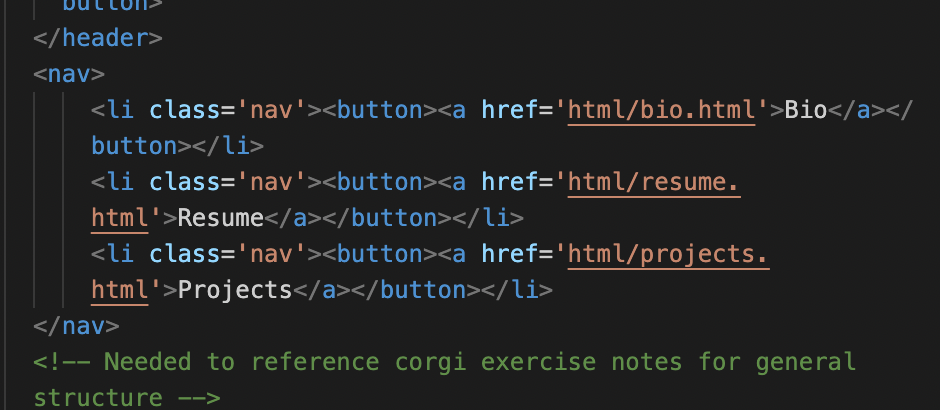 button>
</header>
<nav>
<li class='nav'><button><a href='html/bio.html'>Bio</a></
button></li>
<li class='nav'><button><a href='html/resume.
html'>Resume</a></button></li>
<li class='nav'><button><a href='html/projects.
html'>Projects</a></button></li>
</nav>
<!-- Needed to reference corgi exercise notes for general
structure -->